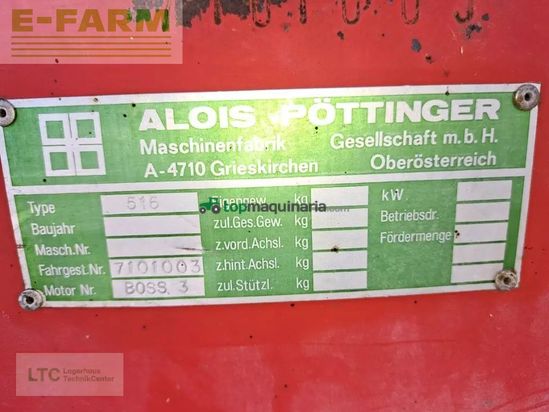 E-FARM
ALOIS PÖTTINGER
Maschinenfabrik Gesellschaft m.b.H.
A-4710 Grieskirchen Oberösterreich
Type 516 Eigengew. kg kW
Baujahr zul.Ges.Gew. kg Betriebsdr.
Masch.Nr. z.vord.Achsl. kg Fördermenge
Fahrgest.Nr. 7101003 z.hint.Achsl. kg
Motor Nr. BOSS 3 zul.Stützl. kg
topmaquinaria.com
LTC Lagerhaus
TechnikCenter